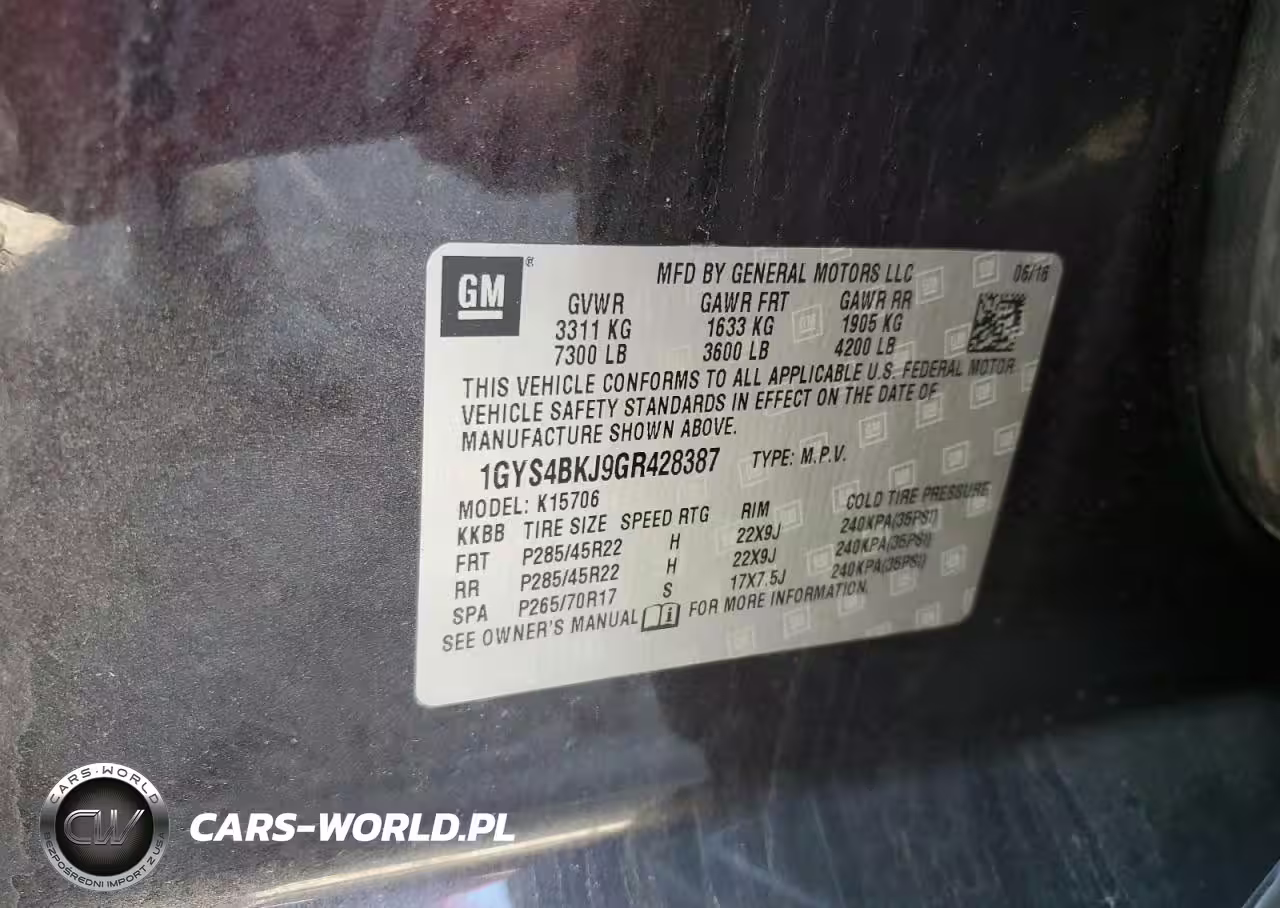 GM ®
MFD BY GENERAL MOTORS LLC 06/16
GVWR GAWR FRT GAWR RR
3311 KG 1633 KG 1905 KG
7300 LB 3600 LB 4200 LB
THIS VEHICLE CONFORMS TO ALL APPLICABLE U.S. FEDERAL MOTOR
VEHICLE SAFETY STANDARDS IN EFFECT ON THE DATE OF
MANUFACTURE SHOWN ABOVE.
1GYS4BKJ9GR428387 TYPE: M.P.V.
MODEL: K15706
KKBB TIRE SIZE SPEED RTG RIM COLD TIRE PRESSURE
FRT P285/45R22 H 22X9J 240KPA(35PSI)
RR P285/45R22 H 22X9J 240KPA(35PSI)
SPA P265/70R17 S 17X7.5J 240KPA(35PSI)
SEE OWNER'S MANUAL i FOR MORE INFORMATION.
CARS-WORLD
CW
BEZPOŚREDNI IMPORT Z USA
CARS-WORLD.PL